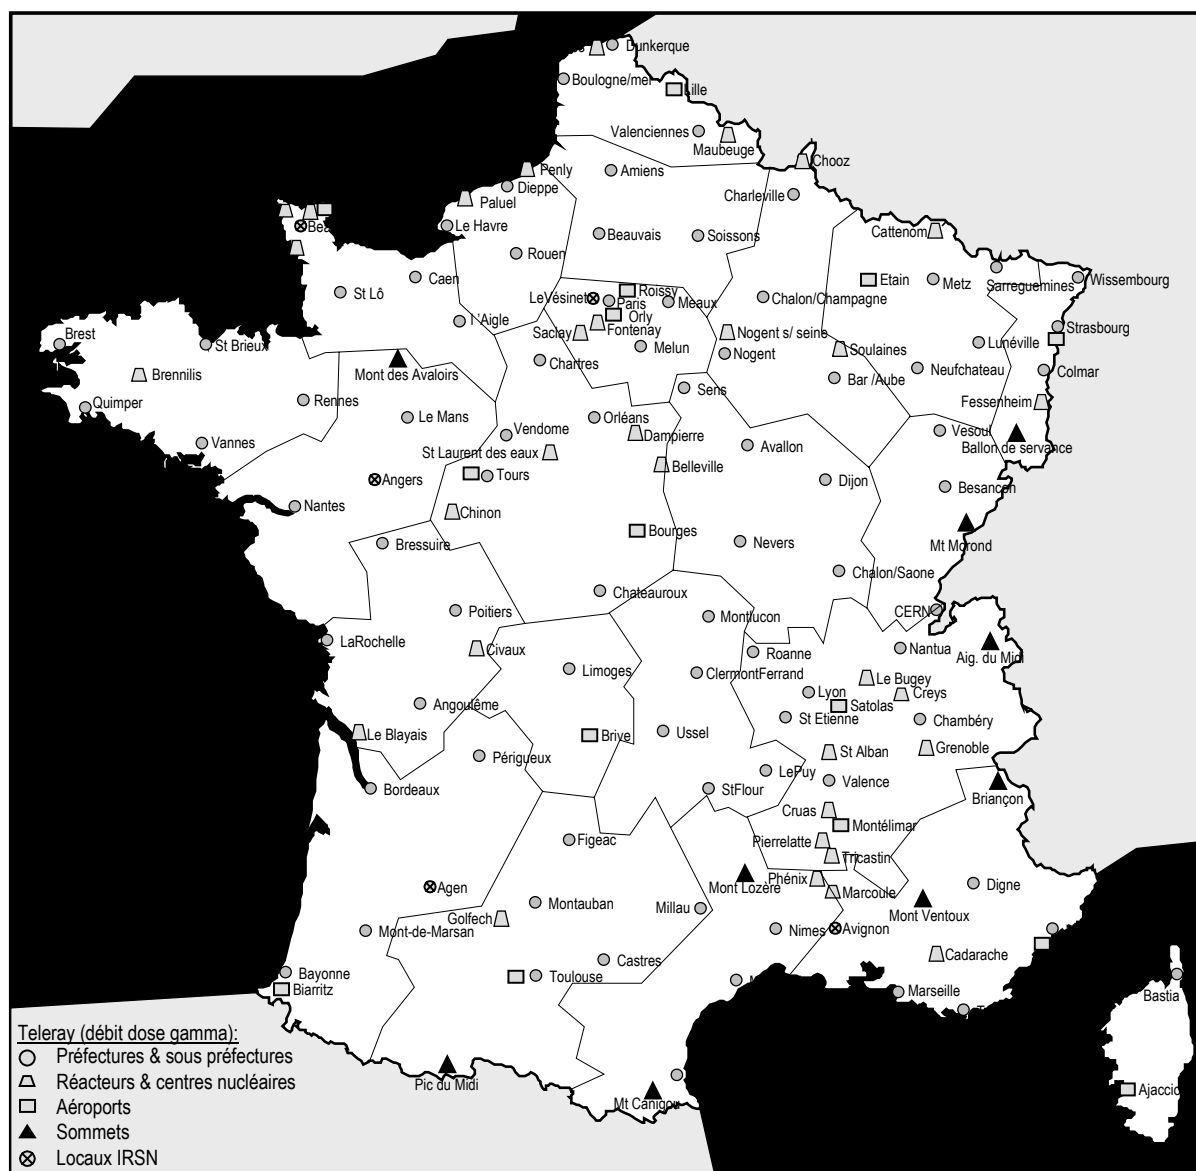 Dunkerque
Boulogne/mer
Lille
Valenciennes
Maubeuge
Chooz
Penly
Amiens
Dieppe
Charleville
Paluel
Le Havre
Beauvais
Soissons
Cattenom
Rouen
Caen
Etain
Metz
Sarreguemines
Wissembourg
St Lô
LeVésinet
Roissy
Paris
Meaux
Chalon/Champagne
Orly
l 'Aigle
Saclay
Fontenay
Nogent s/ seine
Strasbourg
Brest
St Brieux
Melun
Nogent
Soulaines
Lunéville
Mont des Avaloirs
Chartres
Brennilis
Bar /Aube
Neufchateau
Colmar
Sens
Quimper
Rennes
Fessenheim
Le Mans
Orléans
Vendome
Dampierre
Vesoul
Vannes
St Laurent des eaux
Avallon
Ballon de servance
Belleville
Angers
Tours
Dijon
Besançon
Nantes
Chinon
Bourges
Nevers
Mt Morond
Bressuire
Chalon/Saone
Chateauroux
Poitiers
Montlucon
CERN
LaRochelle
Civaux
Roanne
Nantua
Aig. du Midi
Limoges
ClermontFerrand
Le Bugey
Lyon
Creys
Angoulême
Satolas
St Etienne
Chambéry
Le Blayais
Brive
Ussel
St Alban
Grenoble
Périgueux
LePuy
Valence
Bordeaux
StFlour
Briançon
Cruas
Montélimar
Figeac
Pierrelatte
Tricastin
Phénix
Agen
Mont Lozère
Marcoule
Digne
Montauban
Millau
Mont Ventoux
Golfech
Mont-de-Marsan
Nimes
Avignon
Cadarache
Castres
Bayonne
Toulouse
Biarritz
Marseille
Bastia
Pic du Midi
Mt Canigou
Ajaccio
Teleray (débit dose gamma):
Préfectures & sous préfectures
Réacteurs & centres nucléaires
Aéroports
Sommets
Locaux IRSN